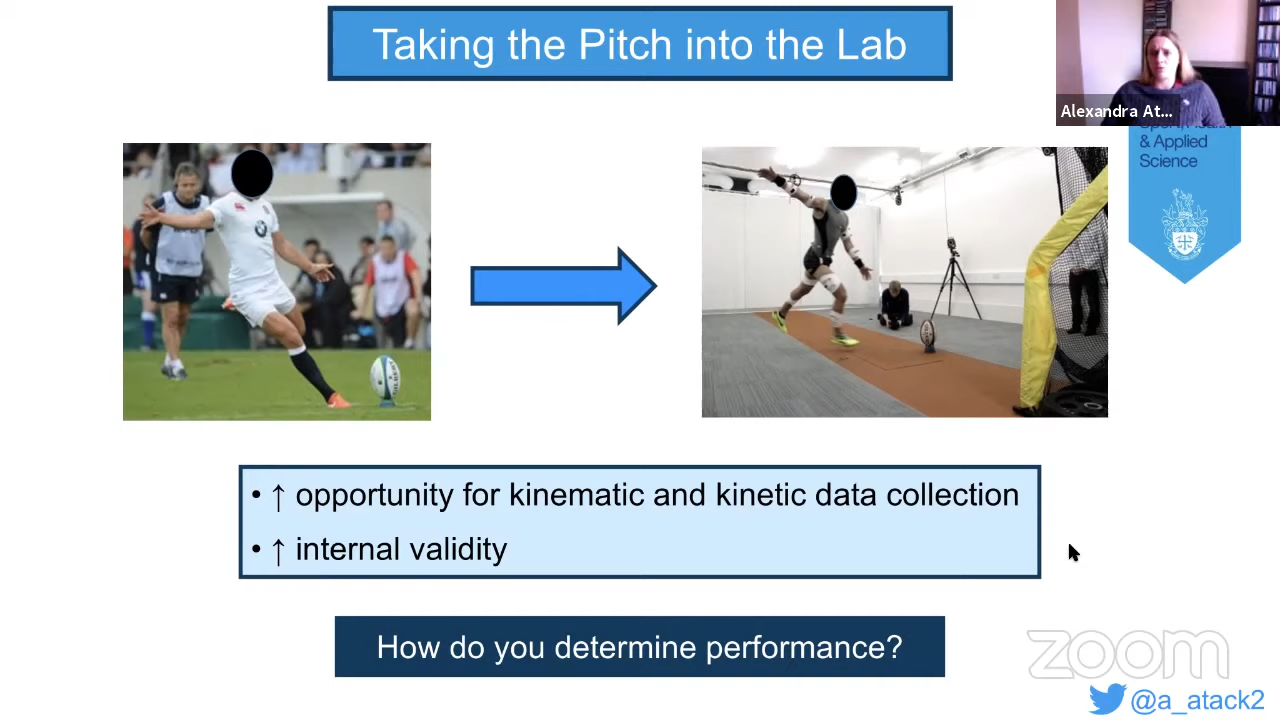 Taking the Pitch into the Lab
Alexandra At...
& Applied
Science
• ↑ opportunity for kinematic and kinetic data collection
• ↑ internal validity
How do you determine performance?
zoom
@a_atack2